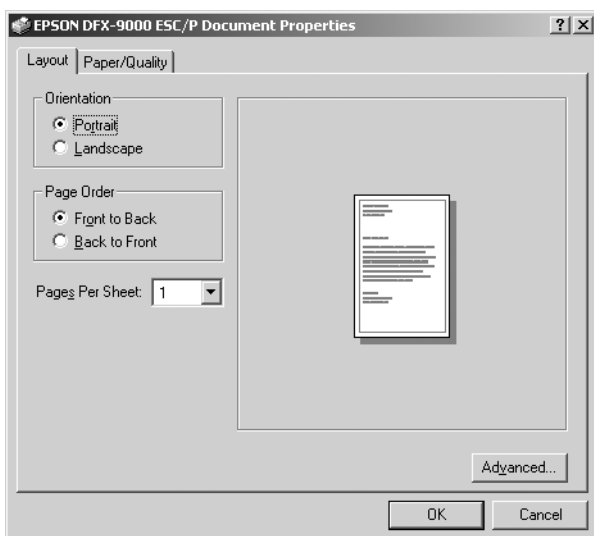 EPSON DFX-9000 ESC/P Document Properties
Layout Paper/Quality
Orientation
Portrait
Landscape
Page Order
Front to Back
Back to Front
Pages Per Sheet: 1
Advanced...
OK Cancel